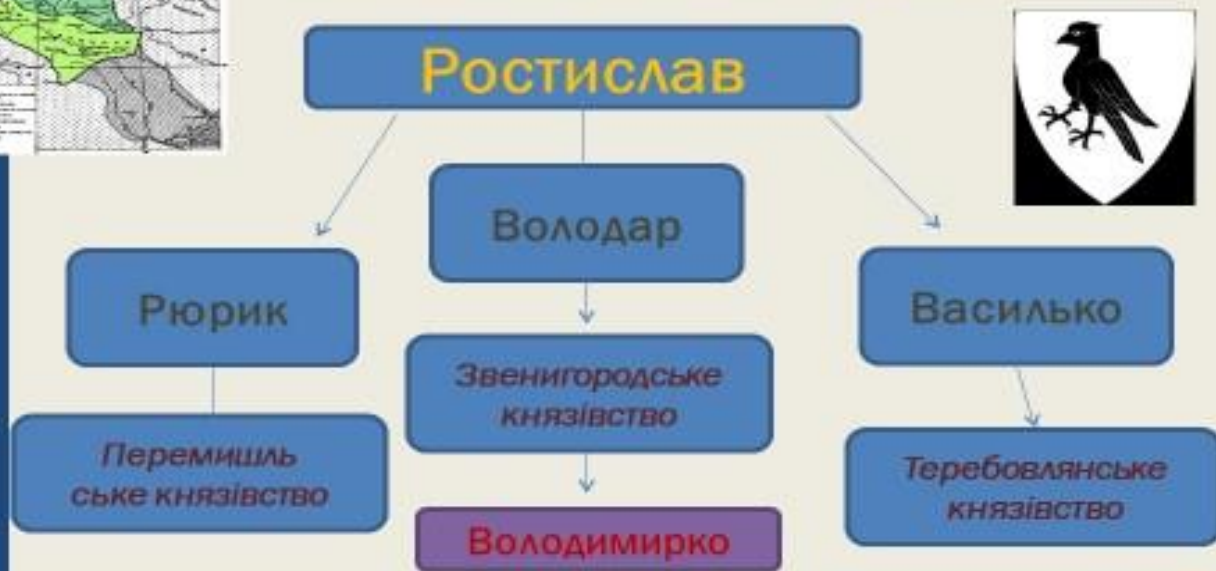 Ростислав
Володар
Рюрик
Василько
Звенигородське
князівство
Перемишль
ське князівство
Теребовлянське
князівство
Володимирко